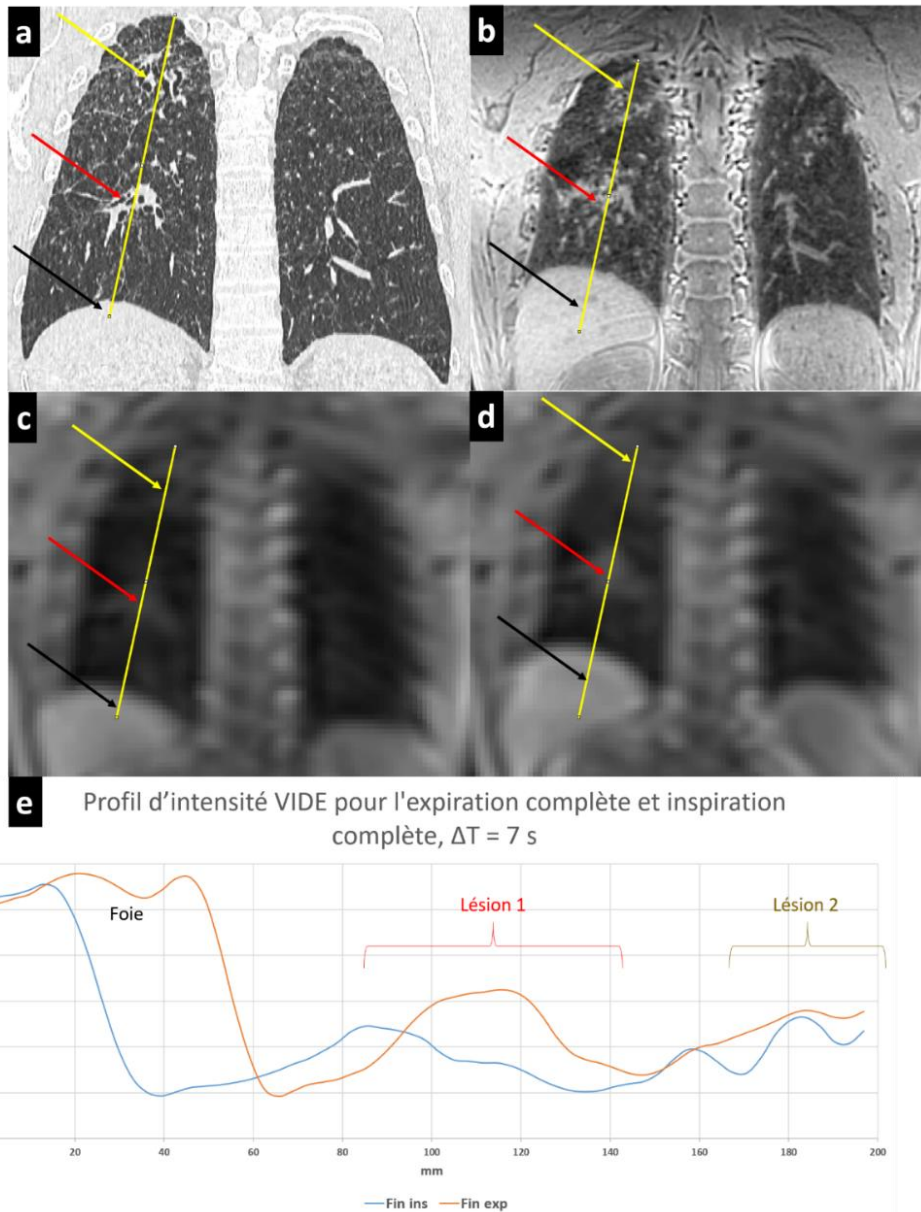 a
b
c
d
e
Profil d'intensité VIDE pour l'expiration complète et inspiration
complète, ΔT = 7 s
Foie
Lésion 1
Lésion 2
20 40 60 80 100 120 140 160 180 200
mm
Fin ins Fin exp